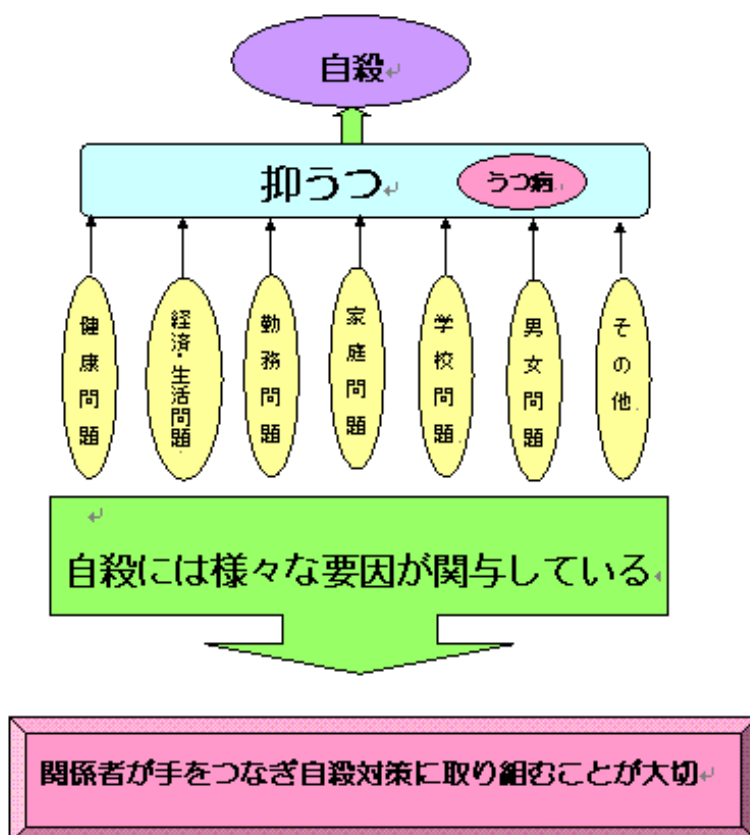 自殺
抑うつ
うつ病
健康問題
経済・生活問題
勤務問題
家庭問題
学校問題
男女問題
その他
自殺には様々な要因が関与している
関係者が手をつなぎ自殺対策に取り組むことが大切